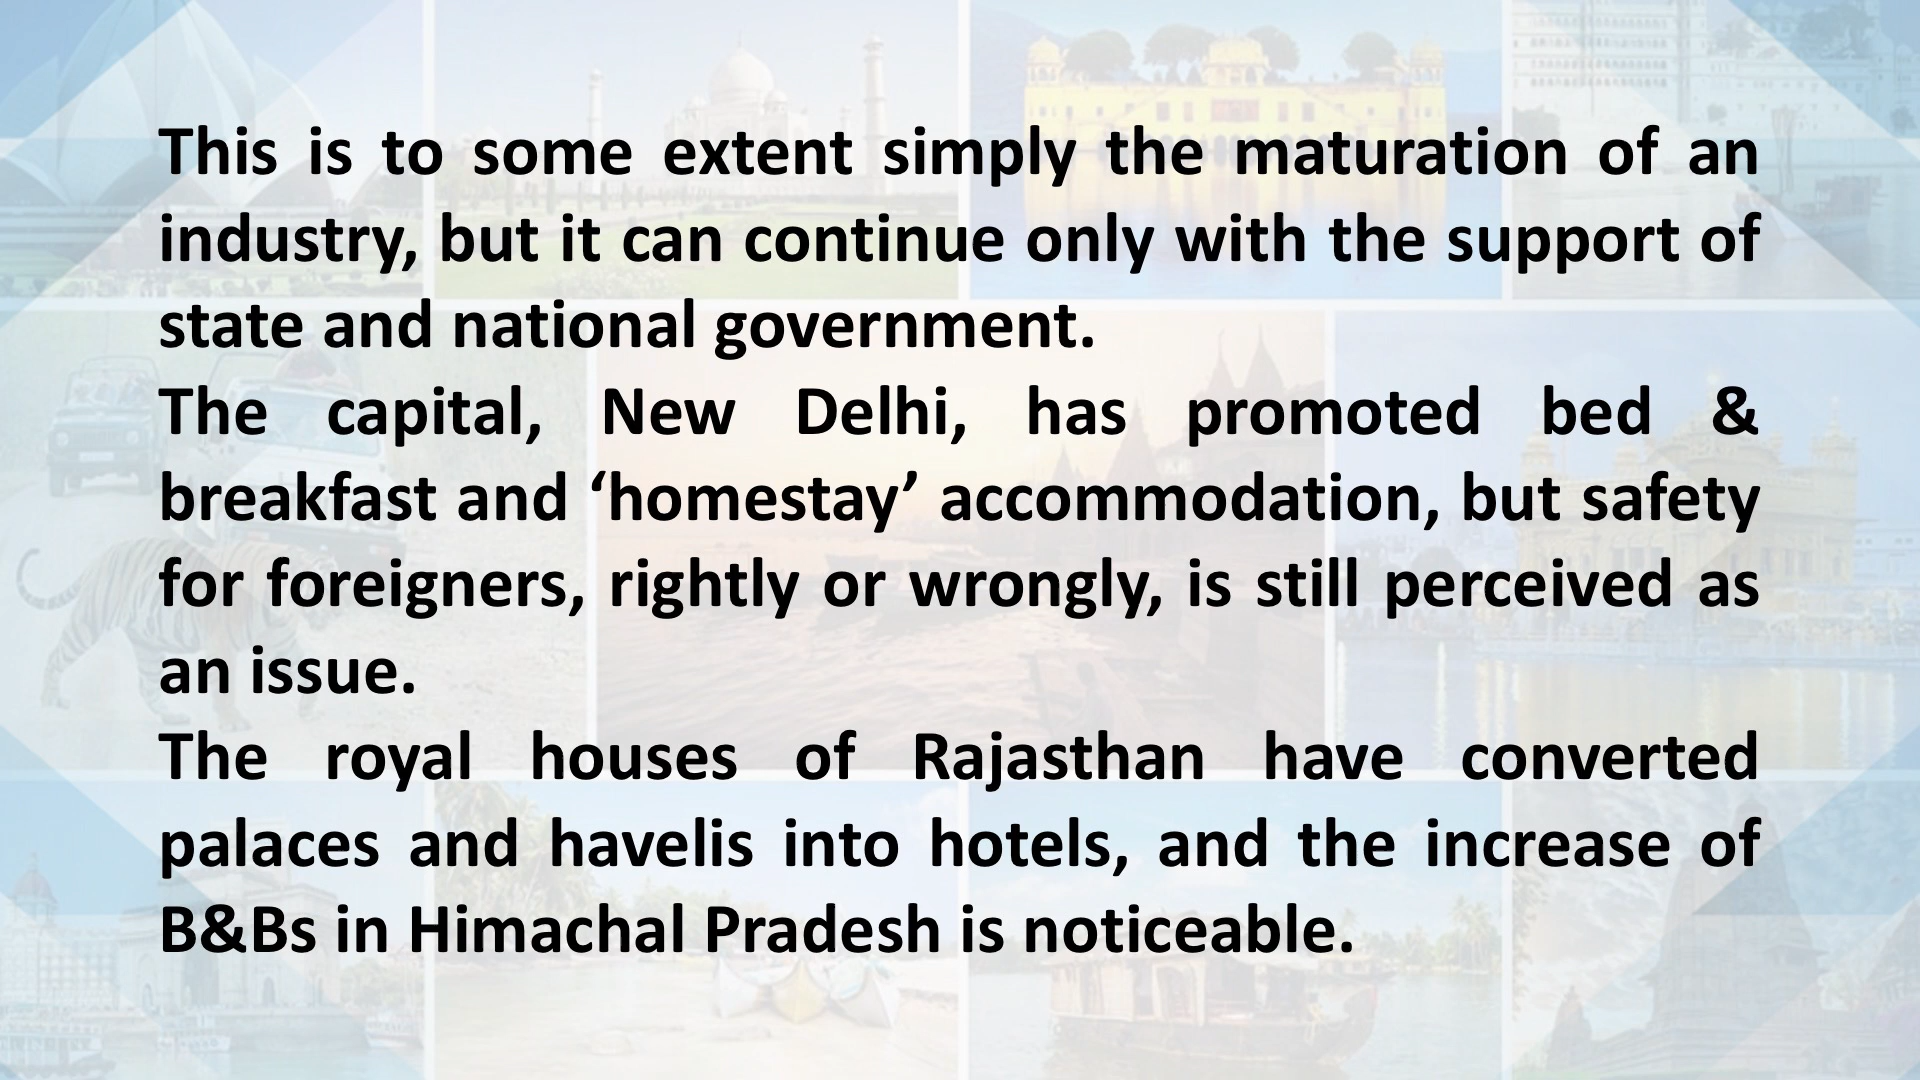 This is to some extent simply the maturation of an
industry, but it can continue only with the support of
state and national government.
The capital, New Delhi, has promoted bed &
breakfast and ‘homestay’ accommodation, but safety
for foreigners, rightly or wrongly, is still perceived as
an issue.
The royal houses of Rajasthan have converted
palaces and havelis into hotels, and the increase of
B&Bs in Himachal Pradesh is noticeable.